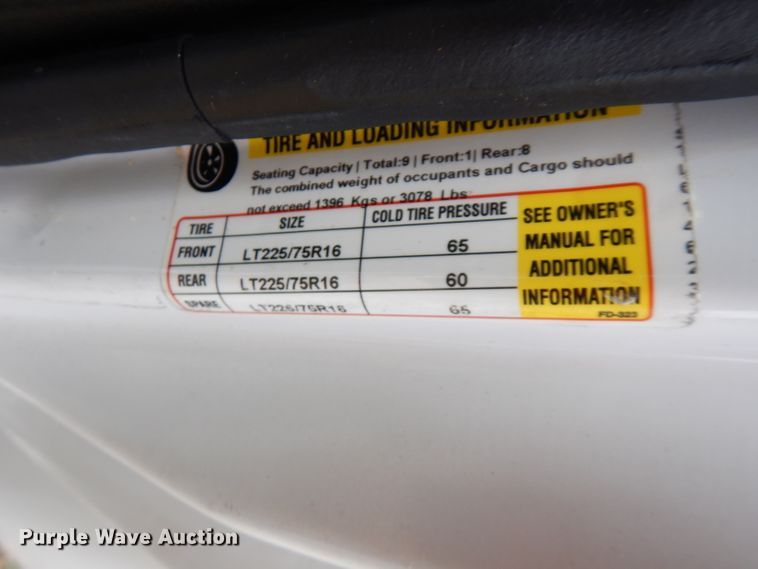 TIRE AND LOADING INFORMATION
Seating Capacity | Total:9 | Front:1| Rear:8
The combined weight of occupants and Cargo should
not exceed 1396 Kgs or 3078 Lbs
TIRE SIZE COLD TIRE PRESSURE
FRONT LT225/75R16 65
REAR LT225/75R16 60
SPARE LT225/75R16 65
SEE OWNER'S
MANUAL FOR
ADDITIONAL
INFORMATION
FD-323
Purple Wave Auction